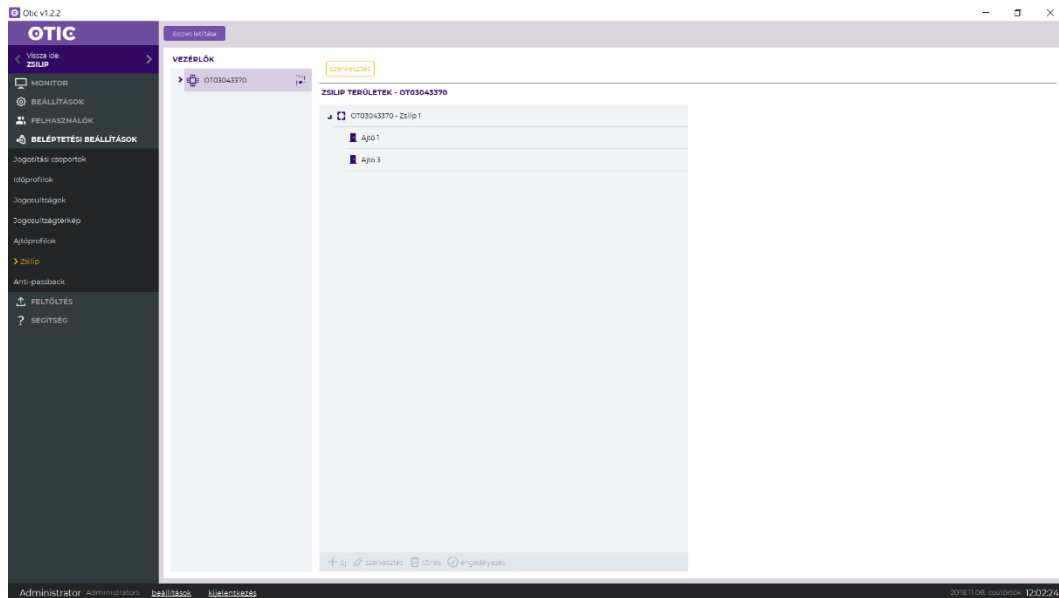 Otic v1.2.2
OTIC
összes letiltása
Vissza ide:
ZSILIP
MONITOR
BEÁLLÍTÁSOK
FELHASZNÁLÓK
BELÉPTETÉSI BEÁLLÍTÁSOK
Jogosítási csoportok
Időprofilok
Jogosultságok
Jogosultságtérkép
Ajtóprofilok
Zsilip
Anti-passback
FELTÖLTÉS
SEGÍTSÉG
VEZÉRLŐK
OT03043370
szerkesztés
ZSILIP TERÜLETEK - OT03043370
OT03043370 - Zsilip 1
Ajtó 1
Ajtó 3
új szerkesztés törlés engedélyezés
Administrator Administrators beállítások kijelentkezés
2018.11.08. csütörtök 12:02:24